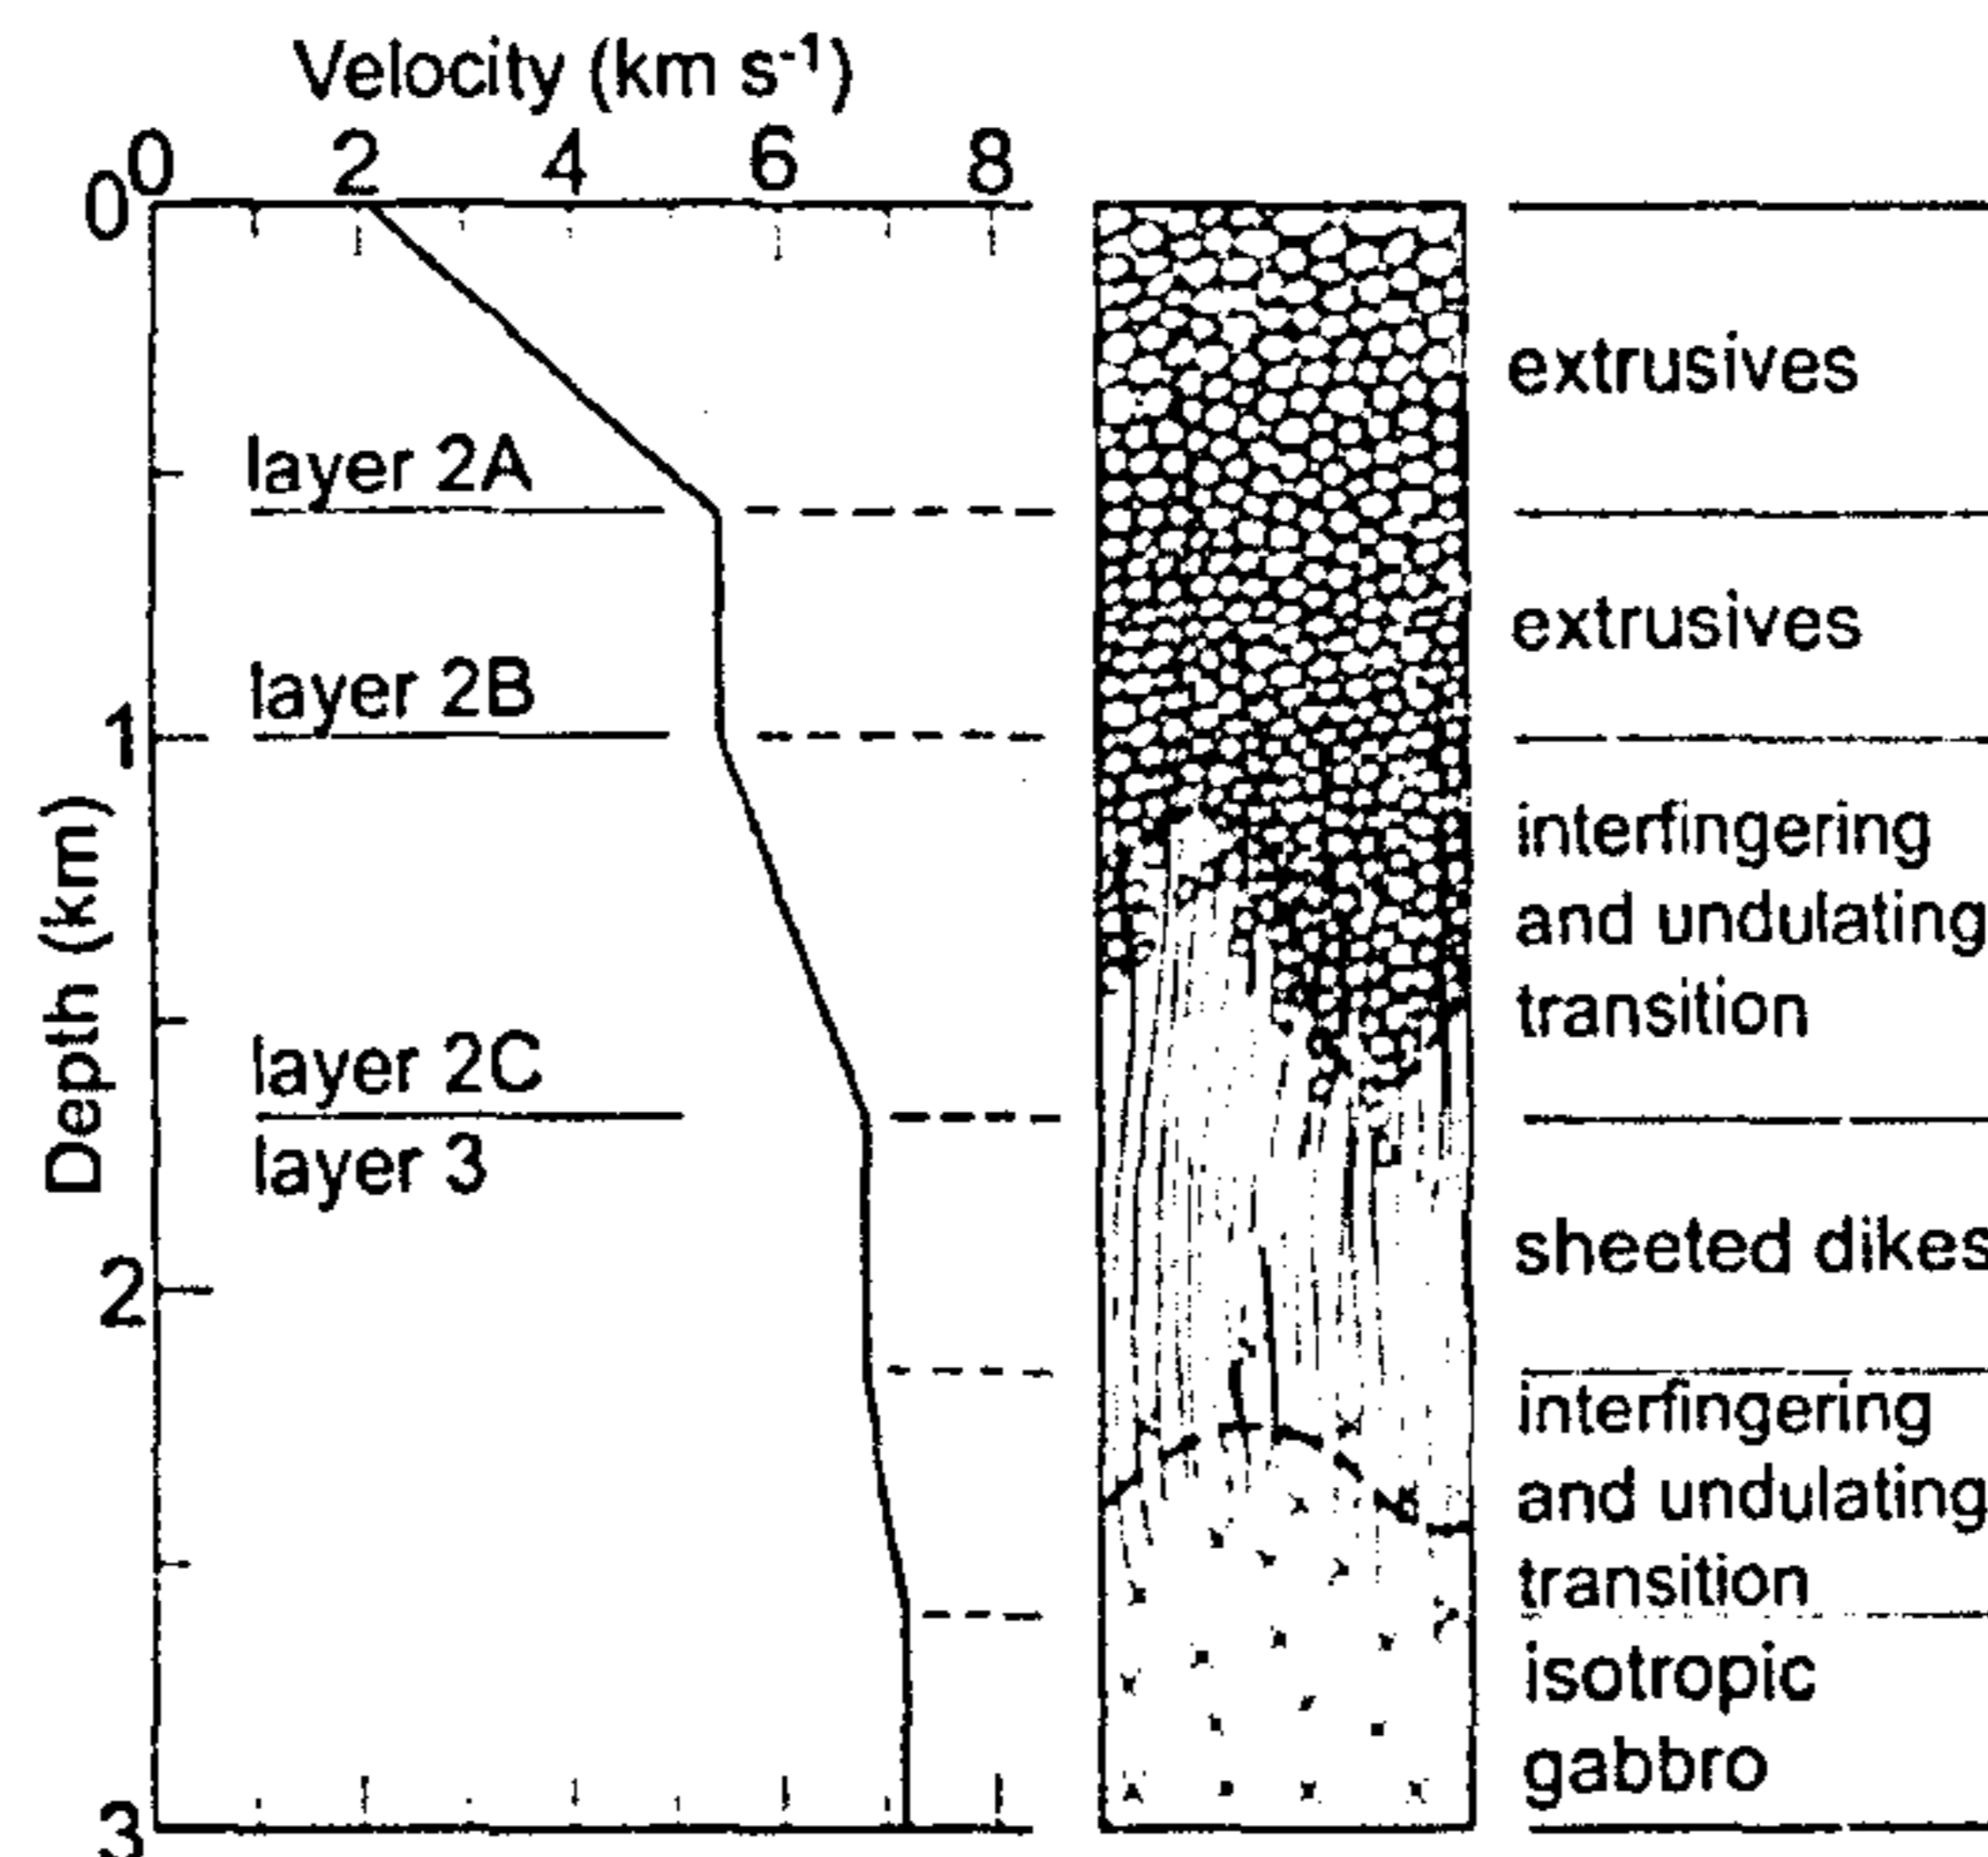 Velocity (km s-1)
0 2 4 6 8
0
layer 2A
layer 2B
1
layer 2C
layer 3
2
3
Depth (km)
extrusives
extrusives
interfingering
and undulating
transition
sheeted dikes
interfingering
and undulating
transition
isotropic
gabbro